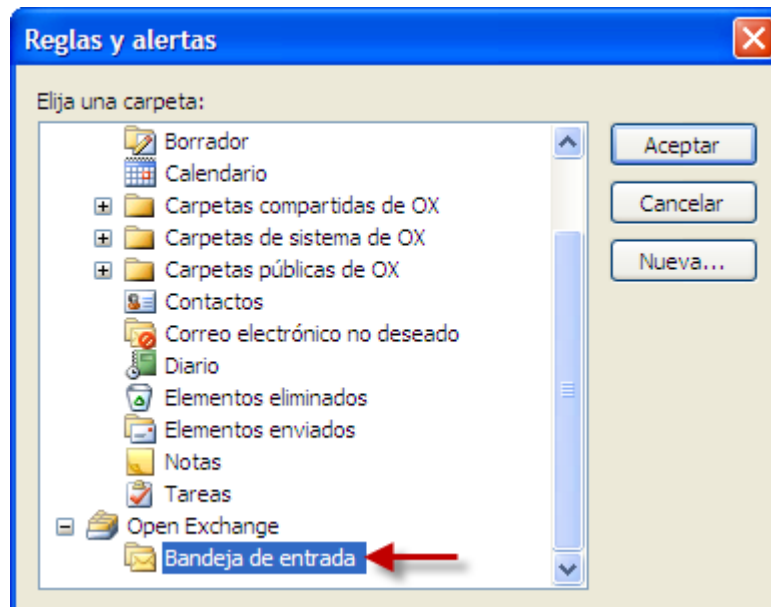 Reglas y alertas
Elija una carpeta:
Borrador
Calendario
Carpetas compartidas de OX
Carpetas de sistema de OX
Carpetas públicas de OX
Contactos
Correo electrónico no deseado
Diario
Elementos eliminados
Elementos enviados
Notas
Tareas
Open Exchange
Bandeja de entrada
Aceptar
Cancelar
Nueva...